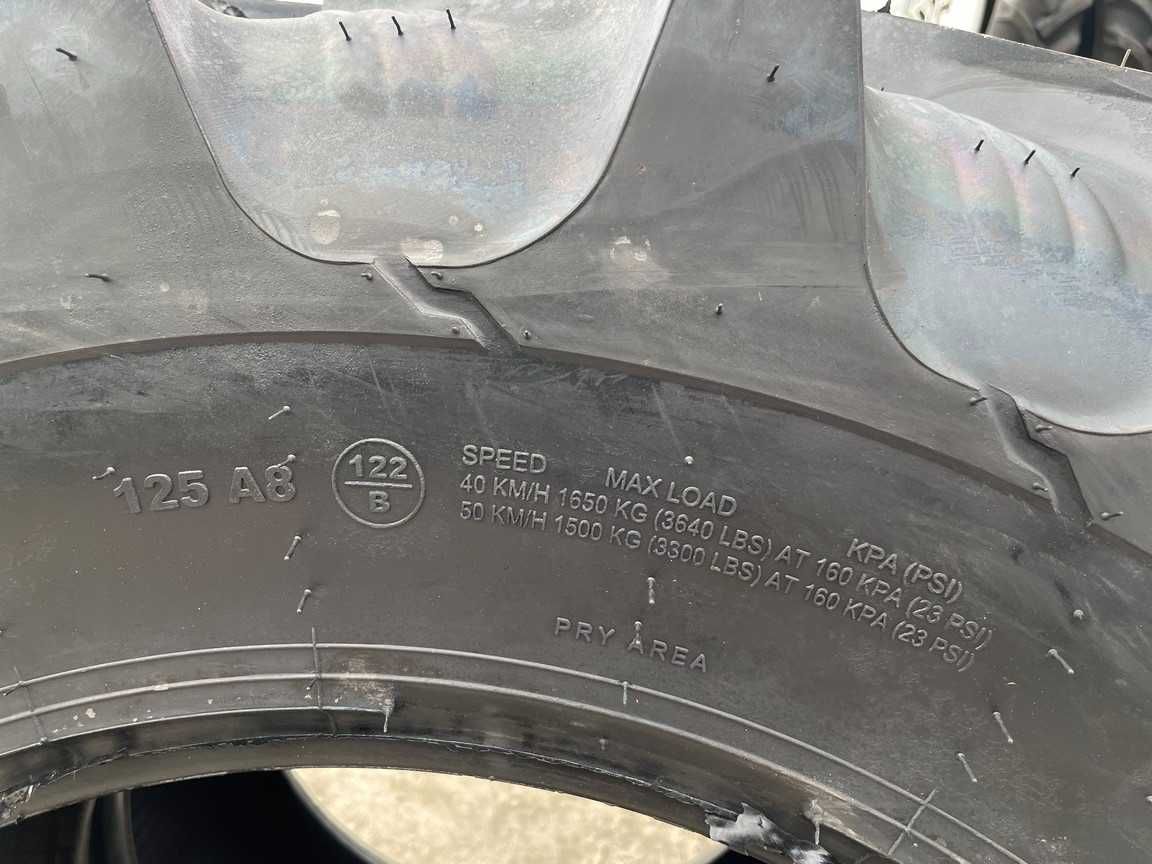 125 A8
122
B
SPEED MAX LOAD KPA (PSI)
40 KM/H 1650 KG (3640 LBS) AT 160 KPA (23 PSI)
50 KM/H 1500 KG (3300 LBS) AT 160 KPA (23 PSI)
PRY AREA